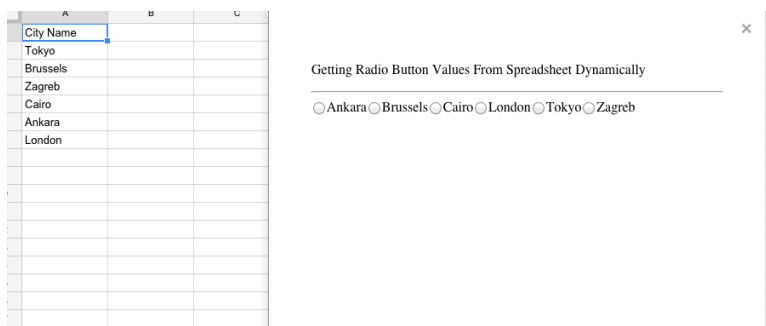 A B C
City Name
Tokyo
Brussels
Zagreb
Cairo
Ankara
London
×
Getting Radio Button Values From Spreadsheet Dynamically
Ankara Brussels Cairo London Tokyo Zagreb